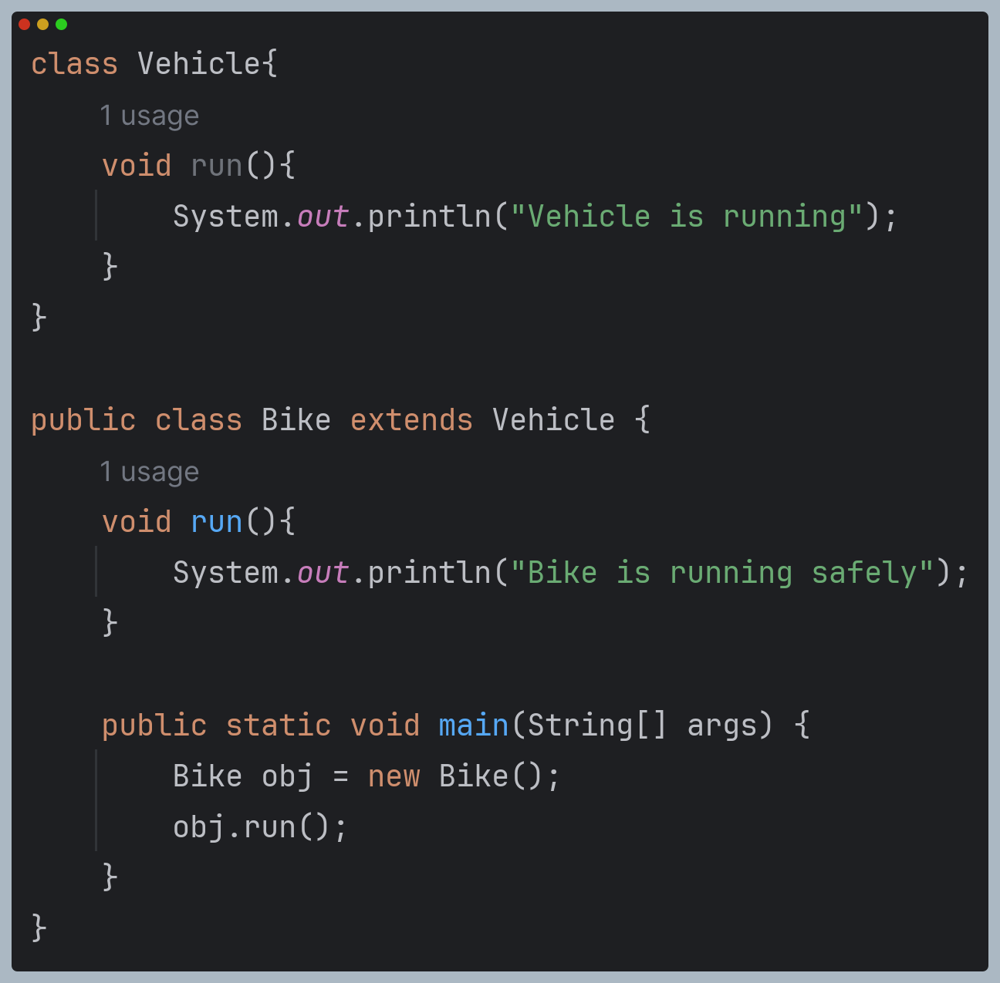 class Vehicle{
1 usage
void run(){
System.out.println("Vehicle is running");
}
}
public class Bike extends Vehicle {
1 usage
void run(){
System.out.println("Bike is running safely");
}
public static void main(String[] args) {
Bike obj = new Bike();
obj.run();
}
}